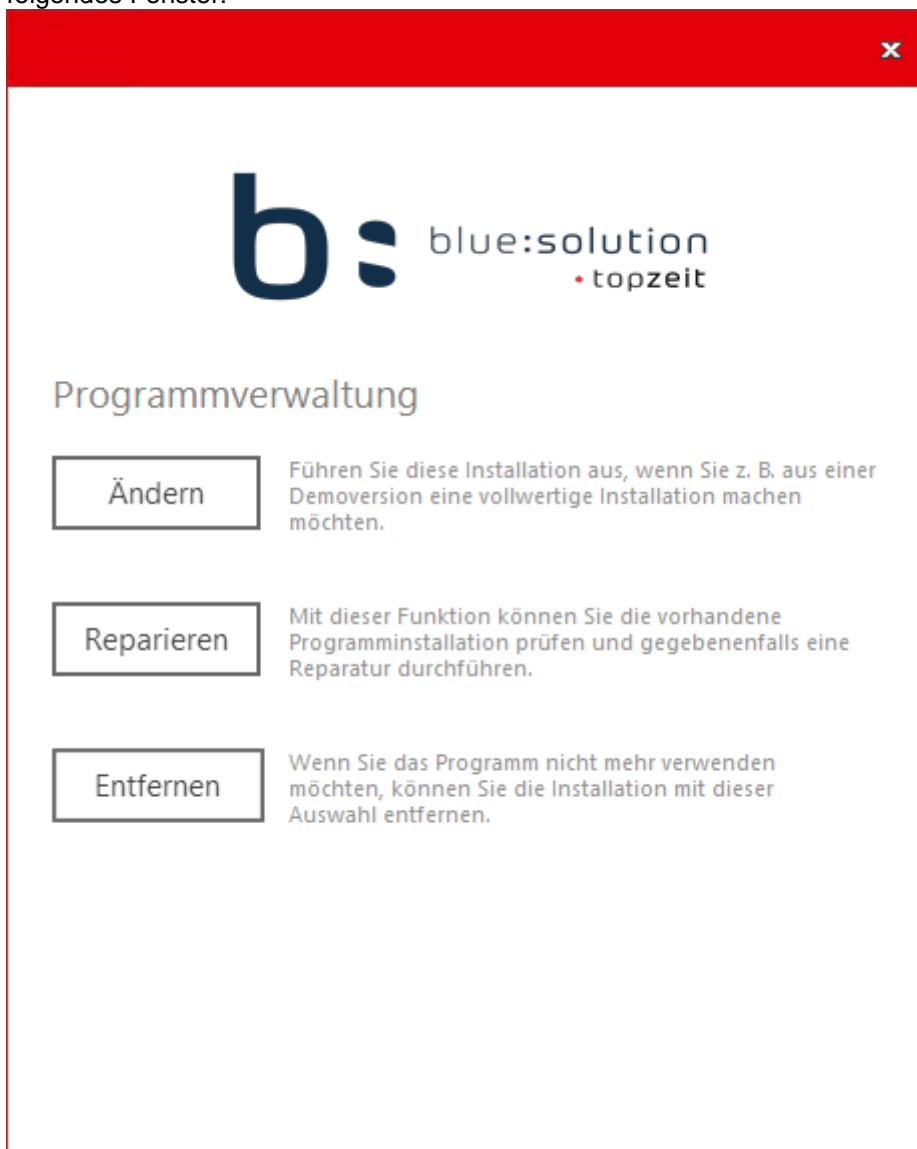 folgendes Fenster:
x
b: blue:solution
topzeit
Programmverwaltung
Ändern
Führen Sie diese Installation aus, wenn Sie z. B. aus einer
Demoversion eine vollwertige Installation machen
möchten.
Reparieren
Mit dieser Funktion können Sie die vorhandene
Programminstallation prüfen und gegebenenfalls eine
Reparatur durchführen.
Entfernen
Wenn Sie das Programm nicht mehr verwenden
möchten, können Sie die Installation mit dieser
Auswahl entfernen.